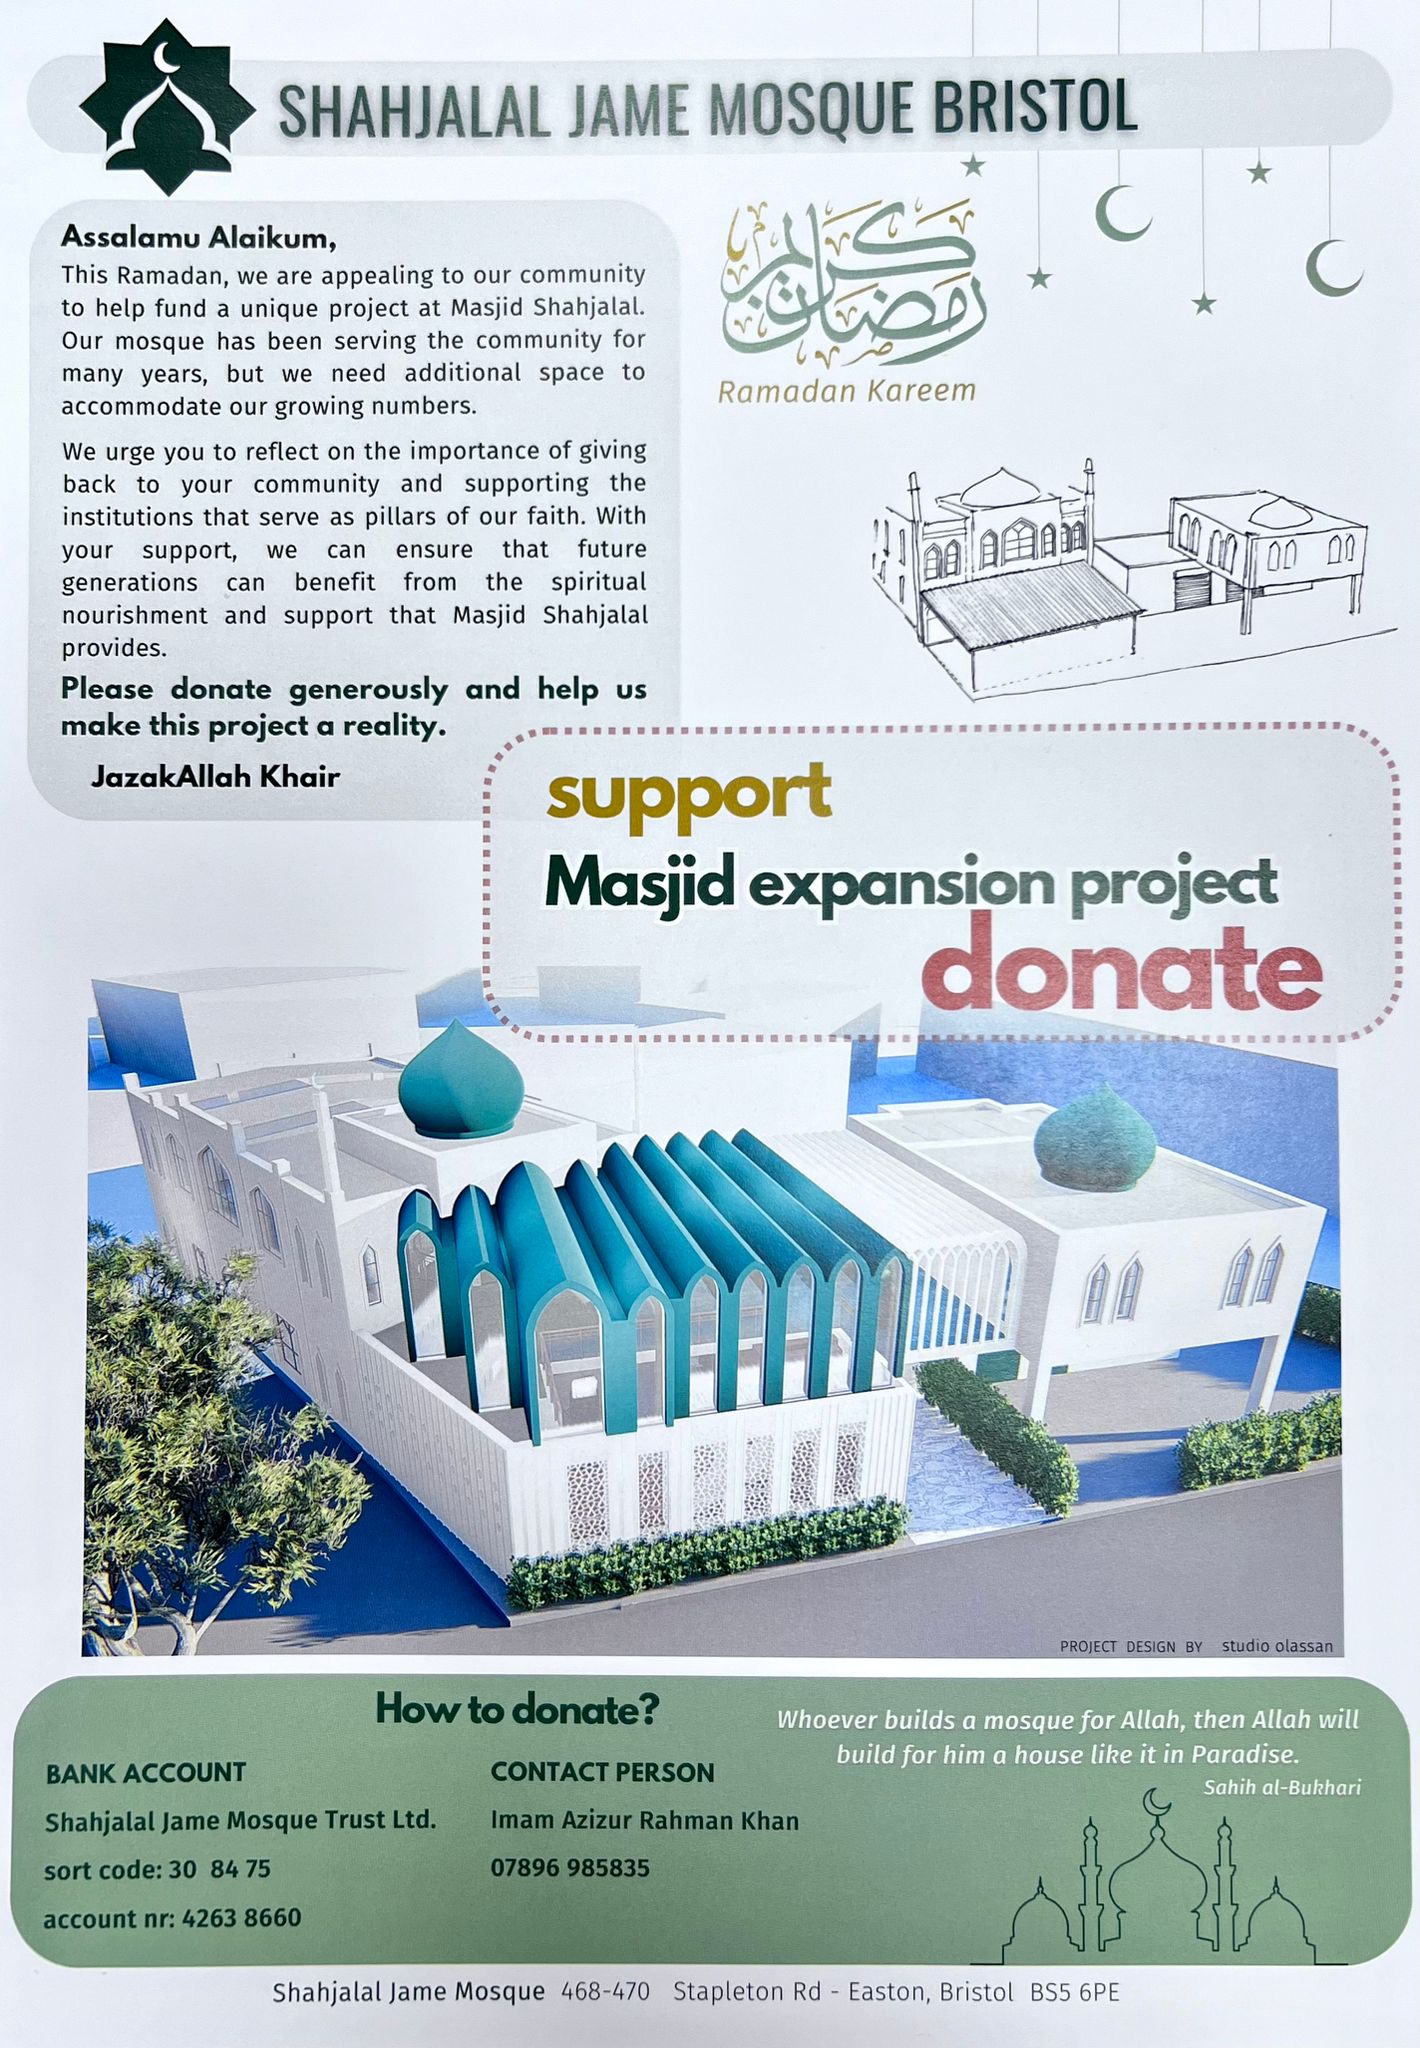 SHAHJALAL JAME MOSQUE BRISTOL
Assalamu Alaikum,
This Ramadan, we are appealing to our community
to help fund a unique project at Masjid Shahjalal.
Our mosque has been serving the community for
many years, but we need additional space to
accommodate our growing numbers.
We urge you to reflect on the importance of giving
back to your community and supporting the
institutions that serve as pillars of our faith. With
your support, we can ensure that future
generations can benefit from the spiritual
nourishment and support that Masjid Shahjalal
provides.
Please donate generously and help us
make this project a reality.
JazakAllah Khair
رمضان كريم
Ramadan Kareem
support
Masjid expansion project
donate
PROJECT DESIGN BY studio olassan
How to donate?
BANK ACCOUNT
Shahjalal Jame Mosque Trust Ltd.
sort code: 30 84 75
account nr: 4263 8660
CONTACT PERSON
Imam Azizur Rahman Khan
07896 985835
Whoever builds a mosque for Allah, then Allah will
build for him a house like it in Paradise.
Sahih al-Bukhari
Shahjalal Jame Mosque 468-470 Stapleton Rd - Easton, Bristol BS5 6PE